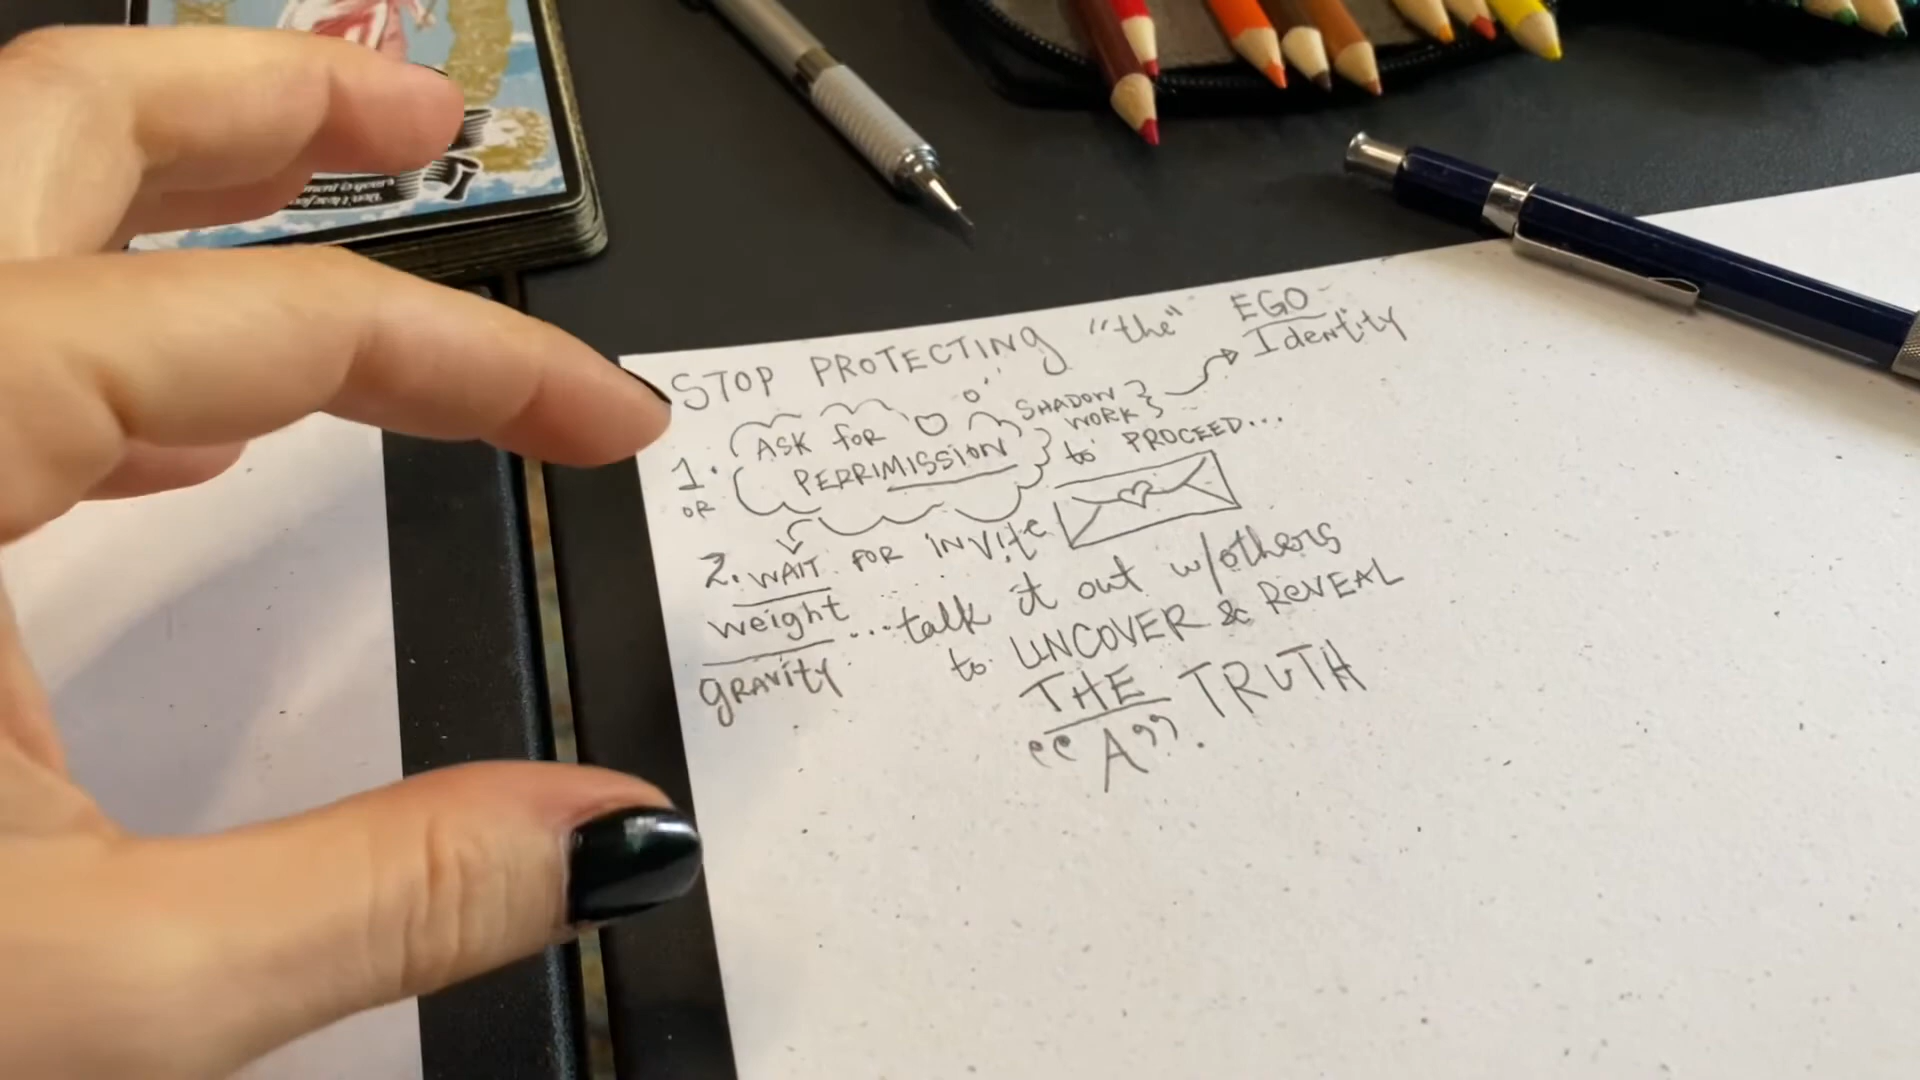 STOP PROTECTING "the" EGO
Identity
SHADOW
WORK
1. ASK for
OR PERRIMISSION to PROCEED...
2. WAIT FOR INVITE
weight ...talk it out w/others
gravity to UNCOVER & REVEAL
THE TRUTH
"A".